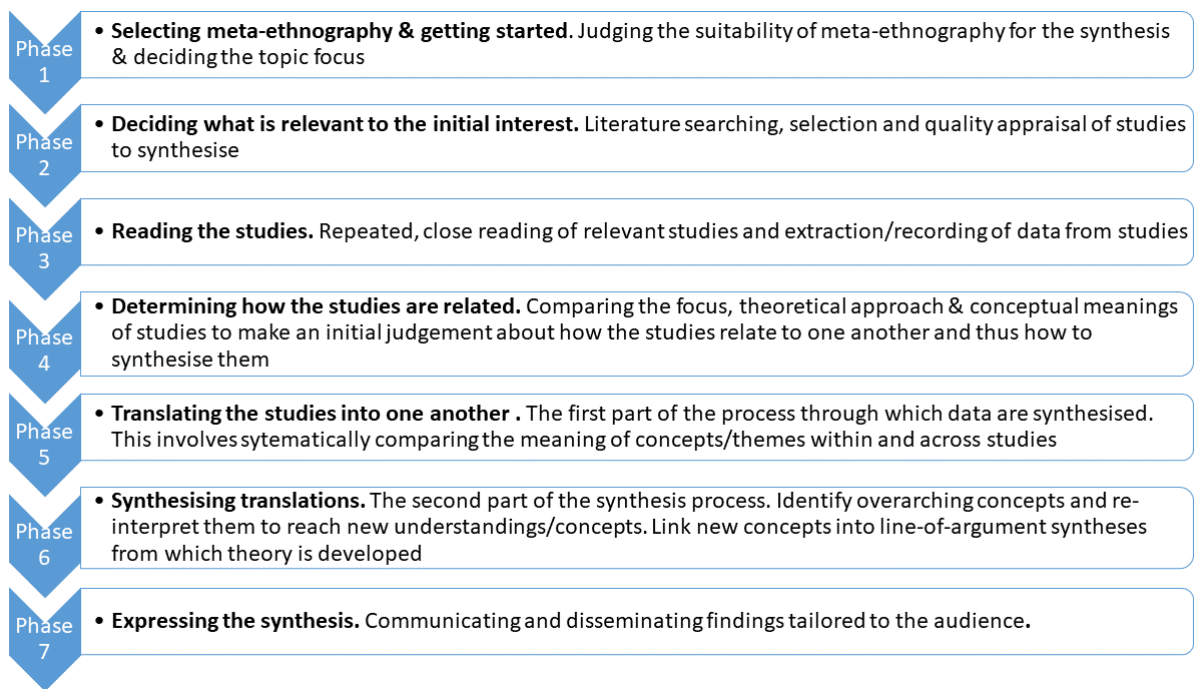 Phase
1
• Selecting meta-ethnography & getting started. Judging the suitability of meta-ethnography for the synthesis
& deciding the topic focus
Phase
2
• Deciding what is relevant to the initial interest. Literature searching, selection and quality appraisal of studies
to synthesise
Phase
3
• Reading the studies. Repeated, close reading of relevant studies and extraction/recording of data from studies
Phase
4
• Determining how the studies are related. Comparing the focus, theoretical approach & conceptual meanings
of studies to make an initial judgement about how the studies relate to one another and thus how to
synthesise them
Phase
5
• Translating the studies into one another . The first part of the process through which data are synthesised.
This involves sytematically comparing the meaning of concepts/themes within and across studies
Phase
6
• Synthesising translations. The second part of the synthesis process. Identify overarching concepts and re-
interpret them to reach new understandings/concepts. Link new concepts into line-of-argument syntheses
from which theory is developed
Phase
7
• Expressing the synthesis. Communicating and disseminating findings tailored to the audience.